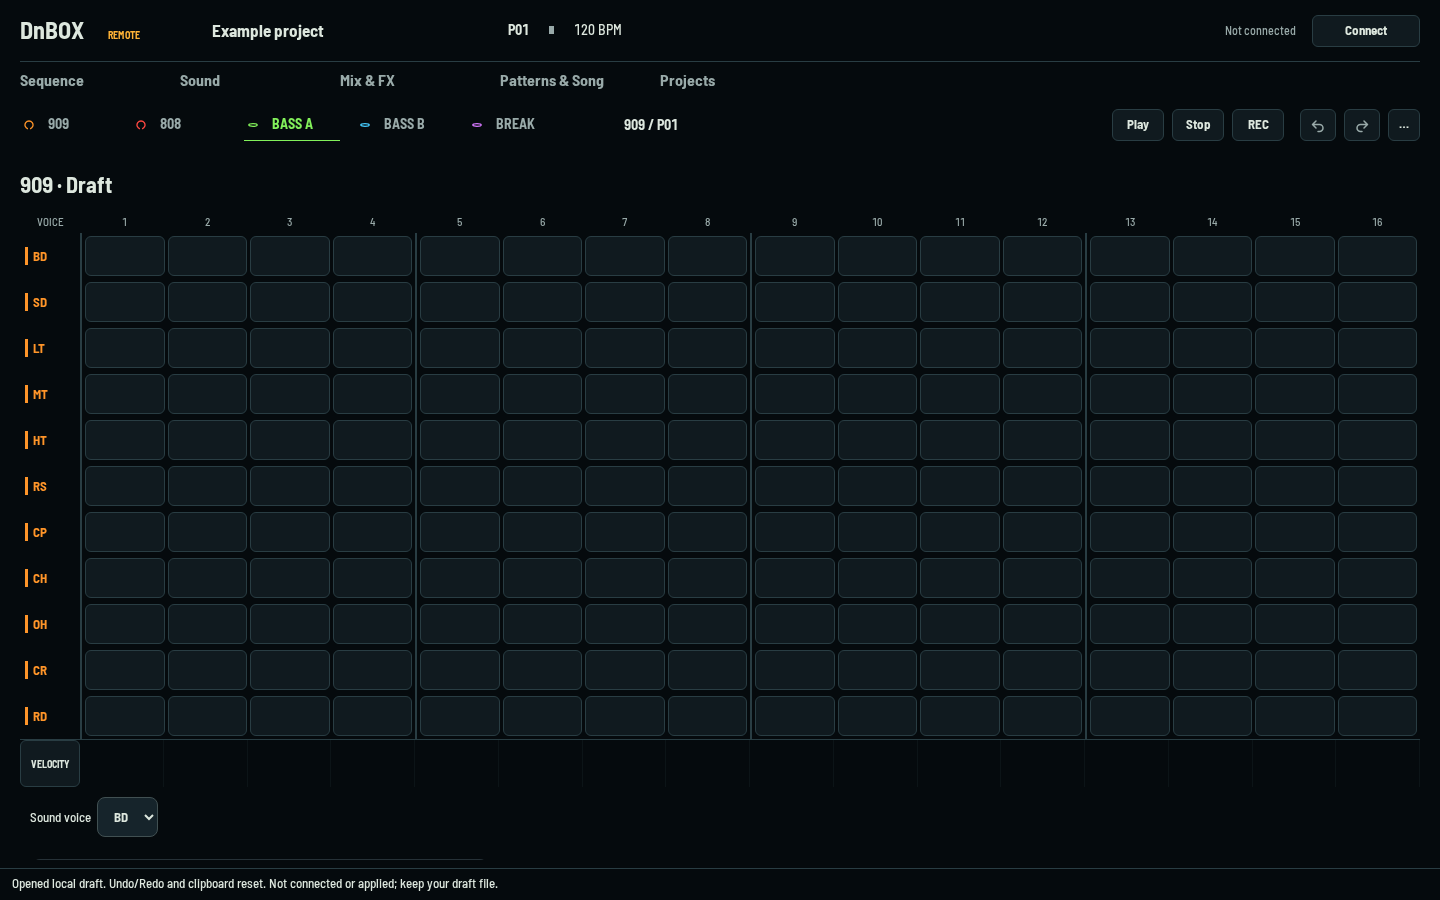 DnBOX REMOTE Example project P01 120 BPM Not connected Connect
Sequence Sound Mix & FX Patterns & Song Projects
909 808 BASS A BASS B BREAK 909 / P01 Play Stop REC ...
909 · Draft
VOICE 1 2 3 4 5 6 7 8 9 10 11 12 13 14 15 16
BD
SD
LT
MT
HT
RS
CP
CH
OH
CR
RD
VELOCITY
Sound voice BD
Opened local draft. Undo/Redo and clipboard reset. Not connected or applied; keep your draft file.